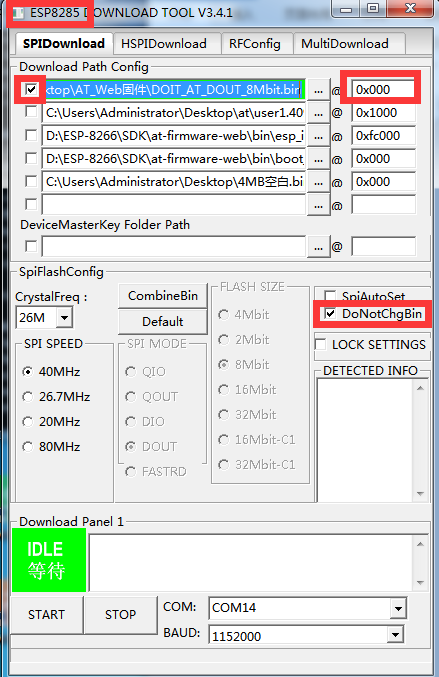 ESP8285 DOWNLOAD TOOL V3.4.1
SPIDownload HSPIDownload RFConfig MultiDownload
Download Path Config
ktop\AT_Web固件\DOIT_AT_DOUT_8Mbit.bin ... @ 0x000
C:\Users\Administrator\Desktop\at\user1.40 ... @ 0x1000
D:\ESP-8266\SDK\at-firmware-web\bin\esp_i ... @ 0xfc000
D:\ESP-8266\SDK\at-firmware-web\bin\boot_ ... @ 0x000
C:\Users\Administrator\Desktop\4MB空白.bi ... @ 0x000
... @
DeviceMasterKey Folder Path
... @
SpiFlashConfig
CrystalFreq :
26M
CombineBin
Default
SPI SPEED
40MHz
26.7MHz
20MHz
80MHz
SPI MODE
QIO
QOUT
DIO
DOUT
FASTRD
FLASH SIZE
4Mbit
2Mbit
8Mbit
16Mbit
32Mbit
16Mbit-C1
32Mbit-C1
SpiAutoSet
DoNotChgBin
LOCK SETTINGS
DETECTED INFO
Download Panel 1
IDLE
等待
START STOP
COM: COM14
BAUD: 1152000